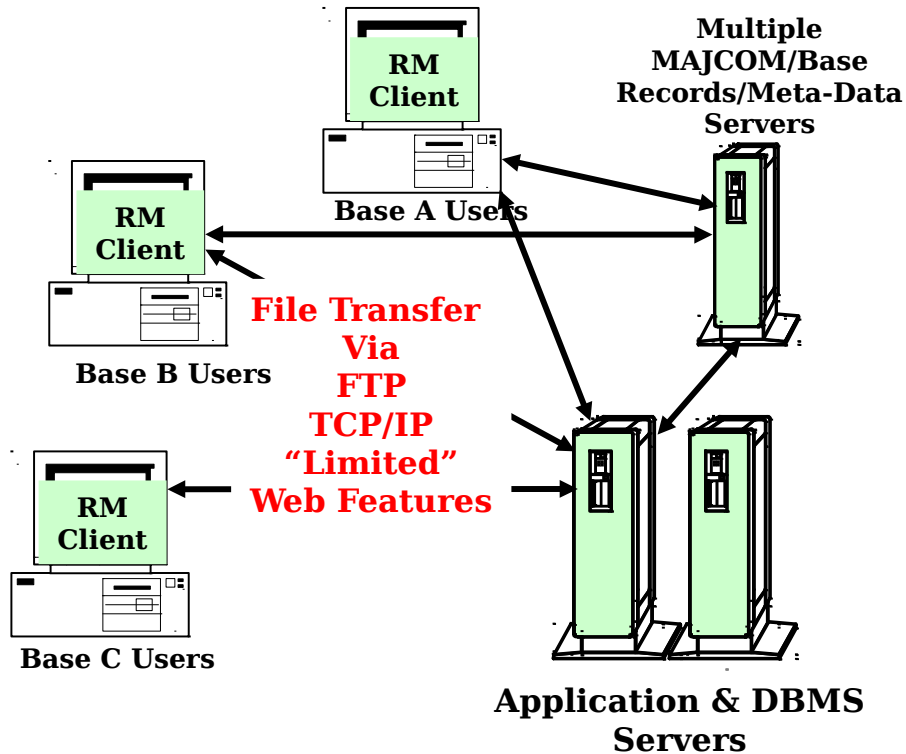 RM
Client
Base A Users
Multiple
MAJCOM/Base
Records/Meta-Data
Servers
RM
Client
Base B Users
File Transfer
Via
FTP
TCP/IP
“Limited”
Web Features
RM
Client
Base C Users
Application & DBMS
Servers